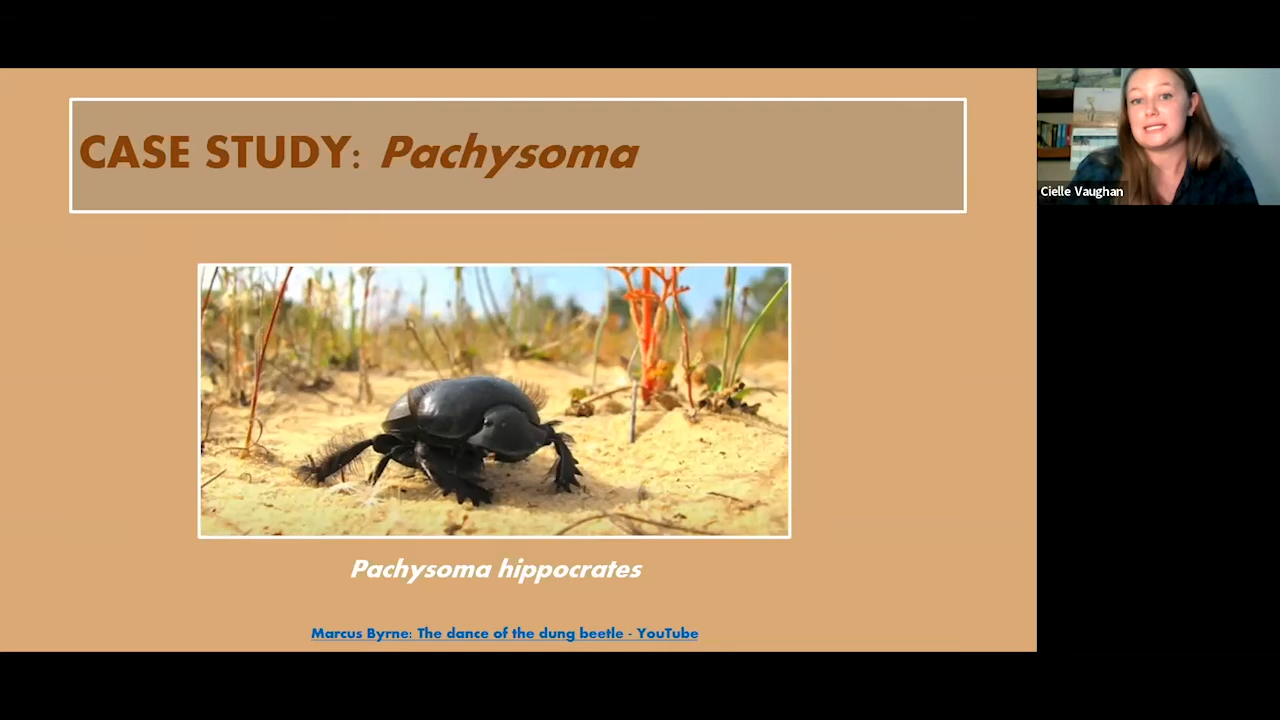 CASE STUDY: Pachysoma
Cielle Vaughan
Pachysoma hippocrates
Marcus Byrne: The dance of the dung beetle - YouTube